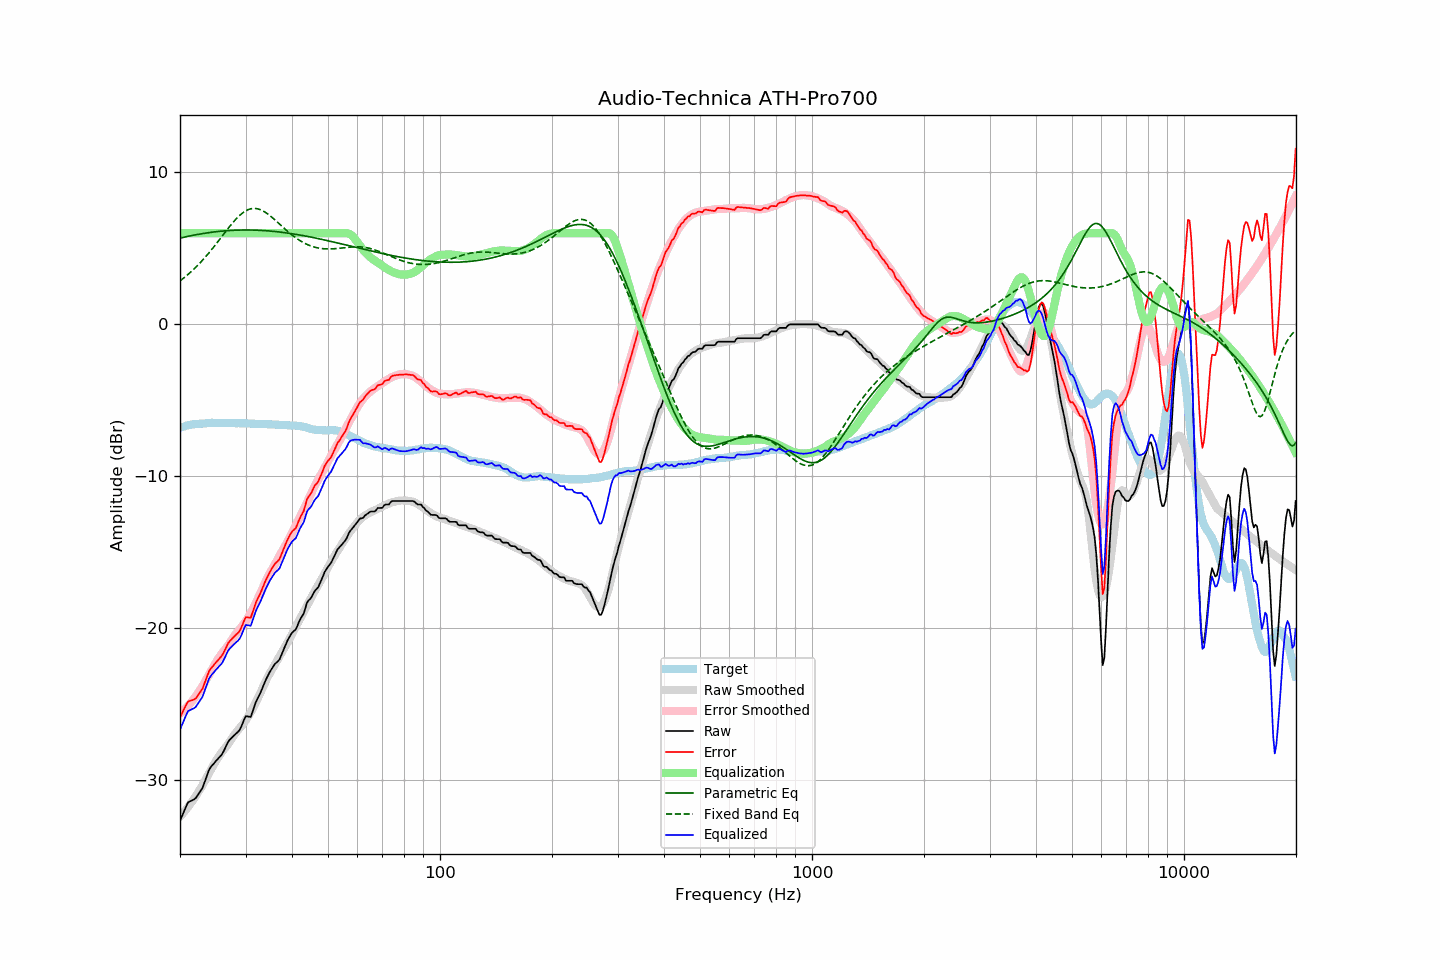 Audio-Technica ATH-Pro700
10
0
−10
−20
−30
Amplitude (dBr)
100
1000
10000
Frequency (Hz)
Target
Raw Smoothed
Error Smoothed
Raw
Error
Equalization
Parametric Eq
Fixed Band Eq
Equalized